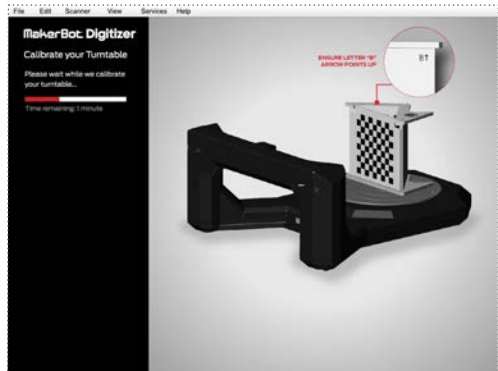 File Edit Scanner View Services Help
MakerBot. Digitizer
Calibrate your Turntable
Please wait while we calibrate
your turntable...
Time remaining: 1 minute
ENSURE LETTER "B"
ARROW POINTS UP
B↑